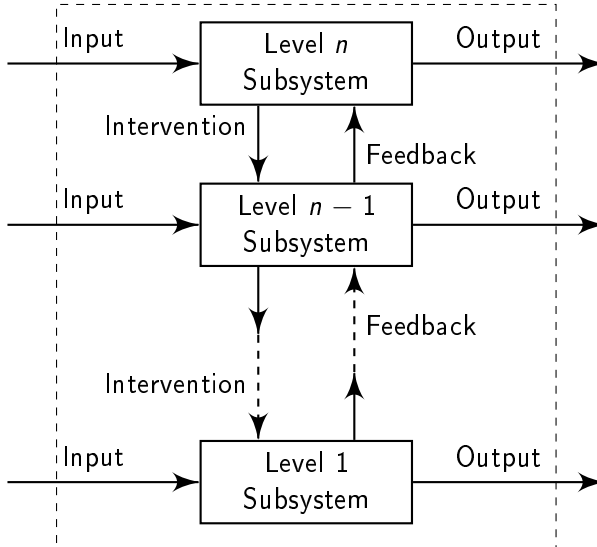 Input
Level n
Subsystem
Output
Intervention
Feedback
Input
Level n − 1
Subsystem
Output
Feedback
Intervention
Input
Level 1
Subsystem
Output